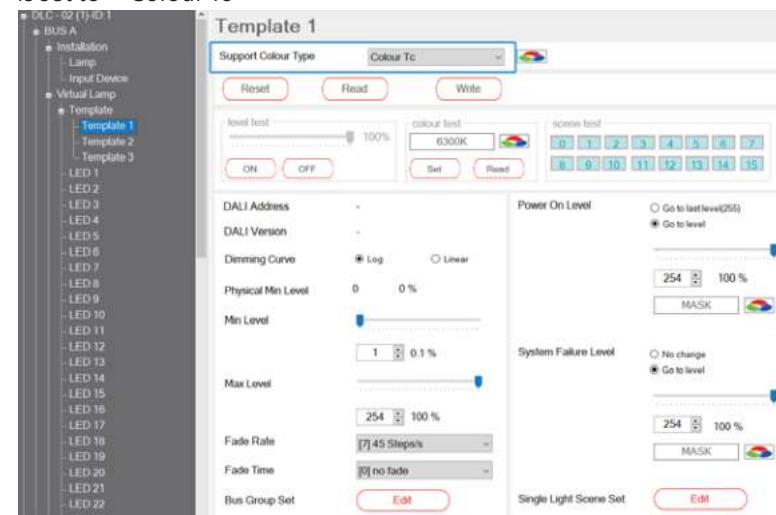 DLC - 02 (1)-ID:1
BUS A
Installation
Lamp
Input Device
Virtual Lamp
Template
Template 1
Template 2
Template 3
LED 1
LED 2
LED 3
LED 4
LED 5
LED 6
LED 7
LED 8
LED 9
LED 10
LED 11
LED 12
LED 13
LED 14
LED 15
LED 16
LED 17
LED 18
LED 19
LED 20
LED 21
LED 22
Template 1
Support Colour Type Colour Tc
Reset Read Write
level test 100%
ON OFF
colour test
6300K
Set Read
scene test
0 1 2 3 4 5 6 7
8 9 10 11 12 13 14 15
DALI Address -
DALI Version -
Dimming Curve Log Linear
Physical Min Level 0 0 %
Min Level
1 0.1 %
Max Level
254 100 %
Fade Rate [7] 45 Steps/s
Fade Time [0] no fade
Bus Group Set Edit
Power On Level Go to last level(255)
Go to level
254 100 %
MASK
System Failure Level No change
Go to level
254 100 %
MASK
Single Light Scene Set Edit